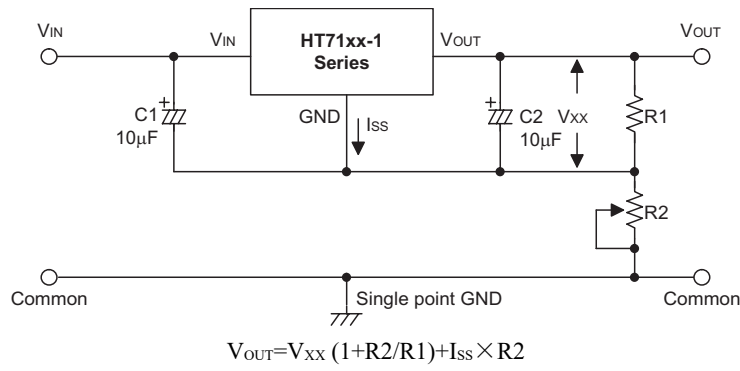 VIN
VIN
HT71xx-1
Series
VOUT
VOUT
GND
ISS
C1
10μF
C2
10μF
VXX
R1
R2
Common
Single point GND
Common
VOUT=VXX (1+R2/R1)+ISS×R2